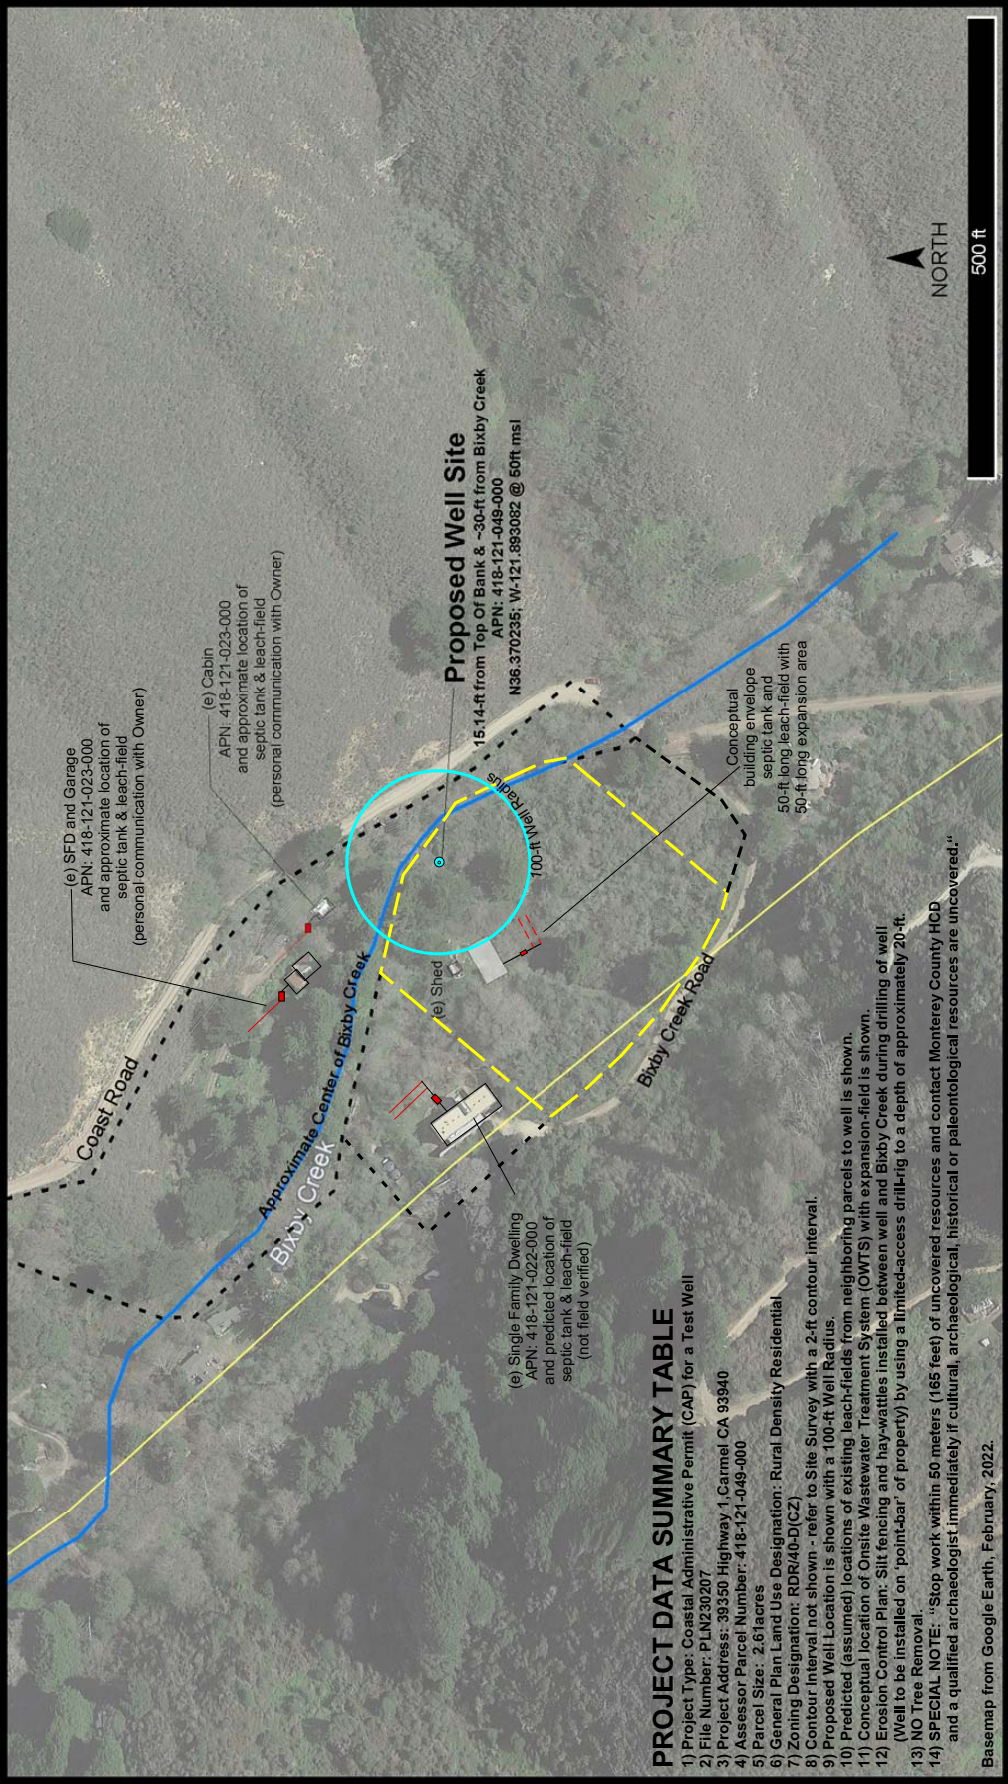 Coast Road
(e) SFD and Garage
APN: 418-121-023-000
and approximate location of
septic tank & leach-field
(personal communication with Owner)
(e) Cabin
APN: 418-121-023-000
and approximate location of
septic tank & leach-field
(personal communication with Owner)
Approximate Center of Bixby Creek
Bixby Creek
(e) Shed
Proposed Well Site
15.14-ft from Top Of Bank & ~30-ft from Bixby Creek
APN: 418-121-049-000
N36.370235; W-121.893082 @ 50ft msl
100-ft Well Radius
(e) Single Family Dwelling
APN: 418-121-022-000
and predicted location of
septic tank & leach-field
(not field verified)
Bixby Creek Road
Conceptual
building envelope
septic tank and
50-ft long leach-field with
50-ft long expansion area
NORTH
500 ft
PROJECT DATA SUMMARY TABLE
1) Project Type: Coastal Administrative Permit (CAP) for a Test Well
2) File Number: PLN230207
3) Project Address: 39350 Highway 1,Carmel CA 93940
4) Assessor Parcel Number: 418-121-049-000
5) Parcel Size: 2.61acres
6) General Plan Land Use Designation: Rural Density Residential
7) Zoning Designation: RDR/40-D(CZ)
8) Contour Interval not shown - refer to Site Survey with a 2-ft contour interval.
9) Proposed Well Location is shown with a 100-ft Well Radius.
10) Predicted (assumed) locations of existing leach-fields from neighboring parcels to well is shown.
11) Conceptual location of Onsite Wastewater Treatment System (OWTS) with expansion-field is shown.
12) Erosion Control Plan: Silt fencing and hay-wattles installed between well and Bixby Creek during drilling of well
(Well to be installed on 'point-bar' of property) by using a limited-access drill-rig to a depth of approximately 20-ft.
13) NO Tree Removal.
14) SPECIAL NOTE: “Stop work within 50 meters (165 feet) of uncovered resources and contact Monterey County HCD
and a qualified archaeologist immediately if cultural, archaeological, historical or paleontological resources are uncovered.“
Basemap from Google Earth, February, 2022.